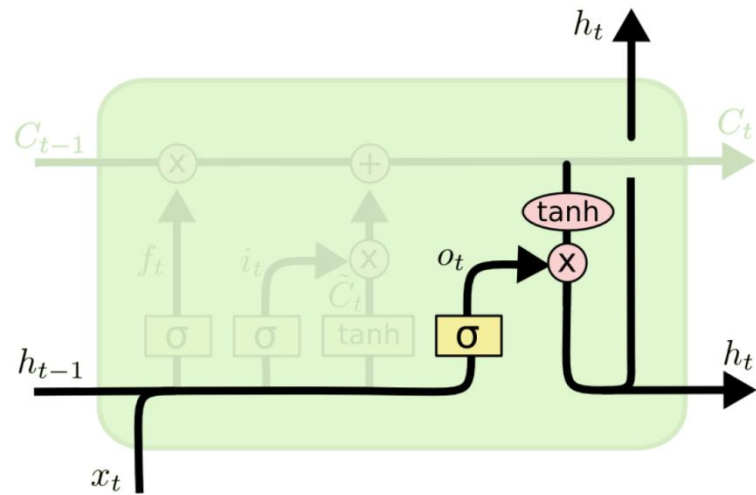 h_t
C_{t-1}
C_t
x
+
tanh
f_t
i_t
x
o_t
x
C̃_t
σ
σ
tanh
σ
h_{t-1}
h_t
x_t